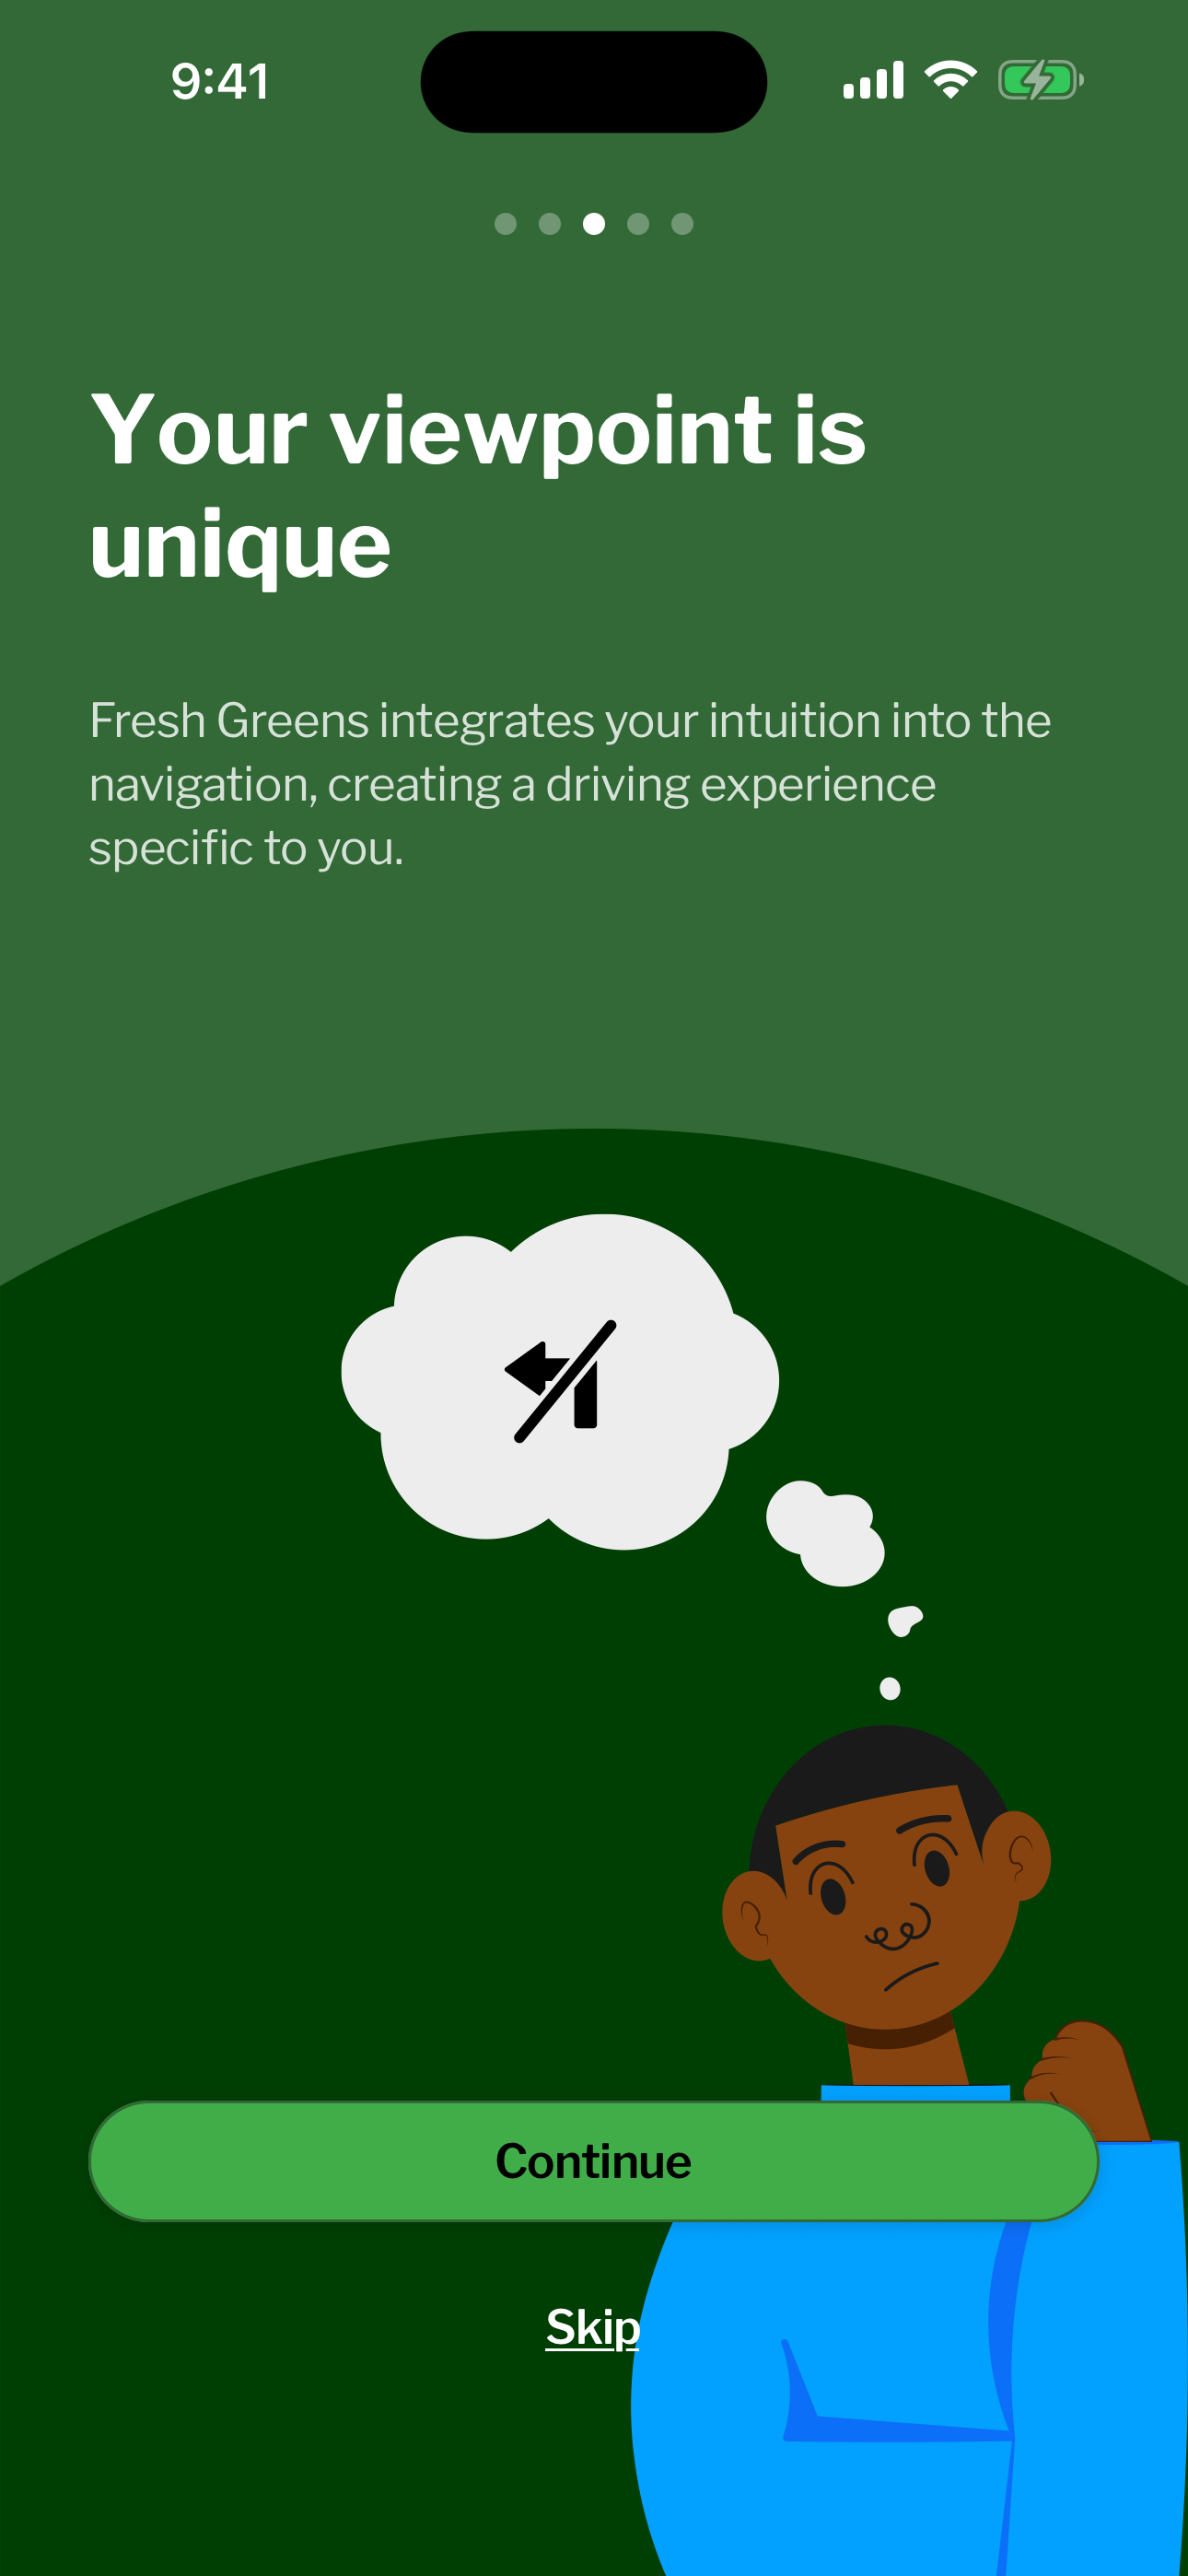 9:41
Your viewpoint is
unique
Fresh Greens integrates your intuition into the
navigation, creating a driving experience
specific to you.
Continue
Skip